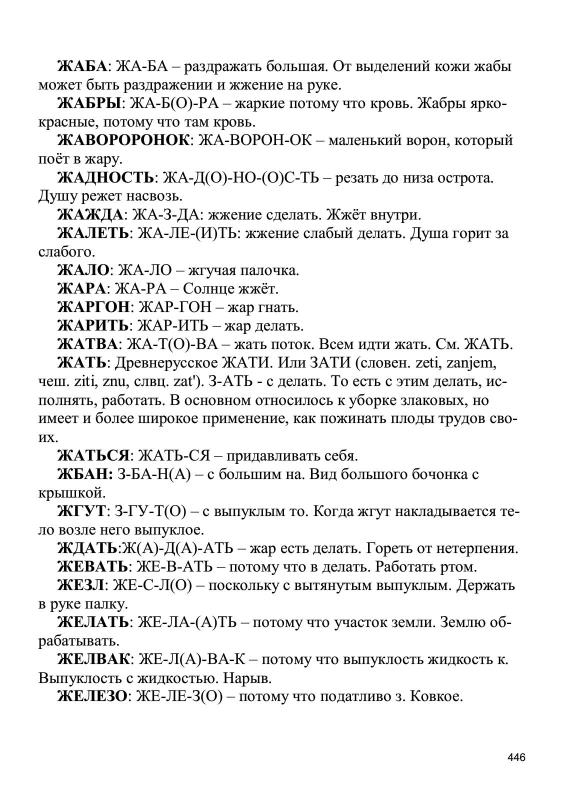 ЖАБА: ЖА-БА – раздражать большая. От выделений кожи жабы
может быть раздражении и жжение на руке.
ЖАБРЫ: ЖА-Б(О)-РА – жаркие потому что кровь. Жабры ярко-
красные, потому что там кровь.
ЖАВОРОРОНОК: ЖА-ВОРОН-ОК – маленький ворон, который
поёт в жару.
ЖАДНОСТЬ: ЖА-Д(О)-НО-(О)С-ТЬ – резать до низа острота.
Душу режет насвозь.
ЖАЖДА: ЖА-З-ДА: жжение сделать. Жжёт внутри.
ЖАЛЕТЬ: ЖА-ЛЕ-(И)ТЬ: жжение слабый делать. Душа горит за
слабого.
ЖАЛО: ЖА-ЛО – жгучая палочка.
ЖАРА: ЖА-РА – Солнце жжёт.
ЖАРГОН: ЖАР-ГОН – жар гнать.
ЖАРИТЬ: ЖАР-ИТЬ – жар делать.
ЖАТВА: ЖА-Т(О)-ВА – жать поток. Всем идти жать. См. ЖАТЬ.
ЖАТЬ: Древнерусское ЖАТИ. Или ЗАТИ (словен. zeti, zanjem,
чеш. ziti, znu, слвц. zat'). З-АТЬ - с делать. То есть с этим делать, ис-
полнять, работать. В основном относилось к уборке злаковых, но
имеет и более широкое применение, как пожинать плоды трудов сво-
их.
ЖАТЬСЯ: ЖАТЬ-СЯ – придавливать себя.
ЖБАН: З-БА-Н(А) – с большим на. Вид большого бочонка с
крышкой.
ЖГУТ: З-ГУ-Т(О) – с выпуклым то. Когда жгут накладывается те-
ло возле него выпуклое.
ЖДАТЬ:Ж(А)-Д(А)-АТЬ – жар есть делать. Гореть от нетерпения.
ЖЕВАТЬ: ЖЕ-В-АТЬ – потому что в делать. Работать ртом.
ЖЕЗЛ: ЖЕ-С-Л(О) – поскольку с вытянутым выпуклым. Держать
в руке палку.
ЖЕЛАТЬ: ЖЕ-ЛА-(А)ТЬ – потому что участок земли. Землю об-
рабатывать.
ЖЕЛВАК: ЖЕ-Л(А)-ВА-К – потому что выпуклость жидкость к.
Выпуклость с жидкостью. Нарыв.
ЖЕЛЕЗО: ЖЕ-ЛЕ-З(О) – потому что податливо з. Ковкое.
446